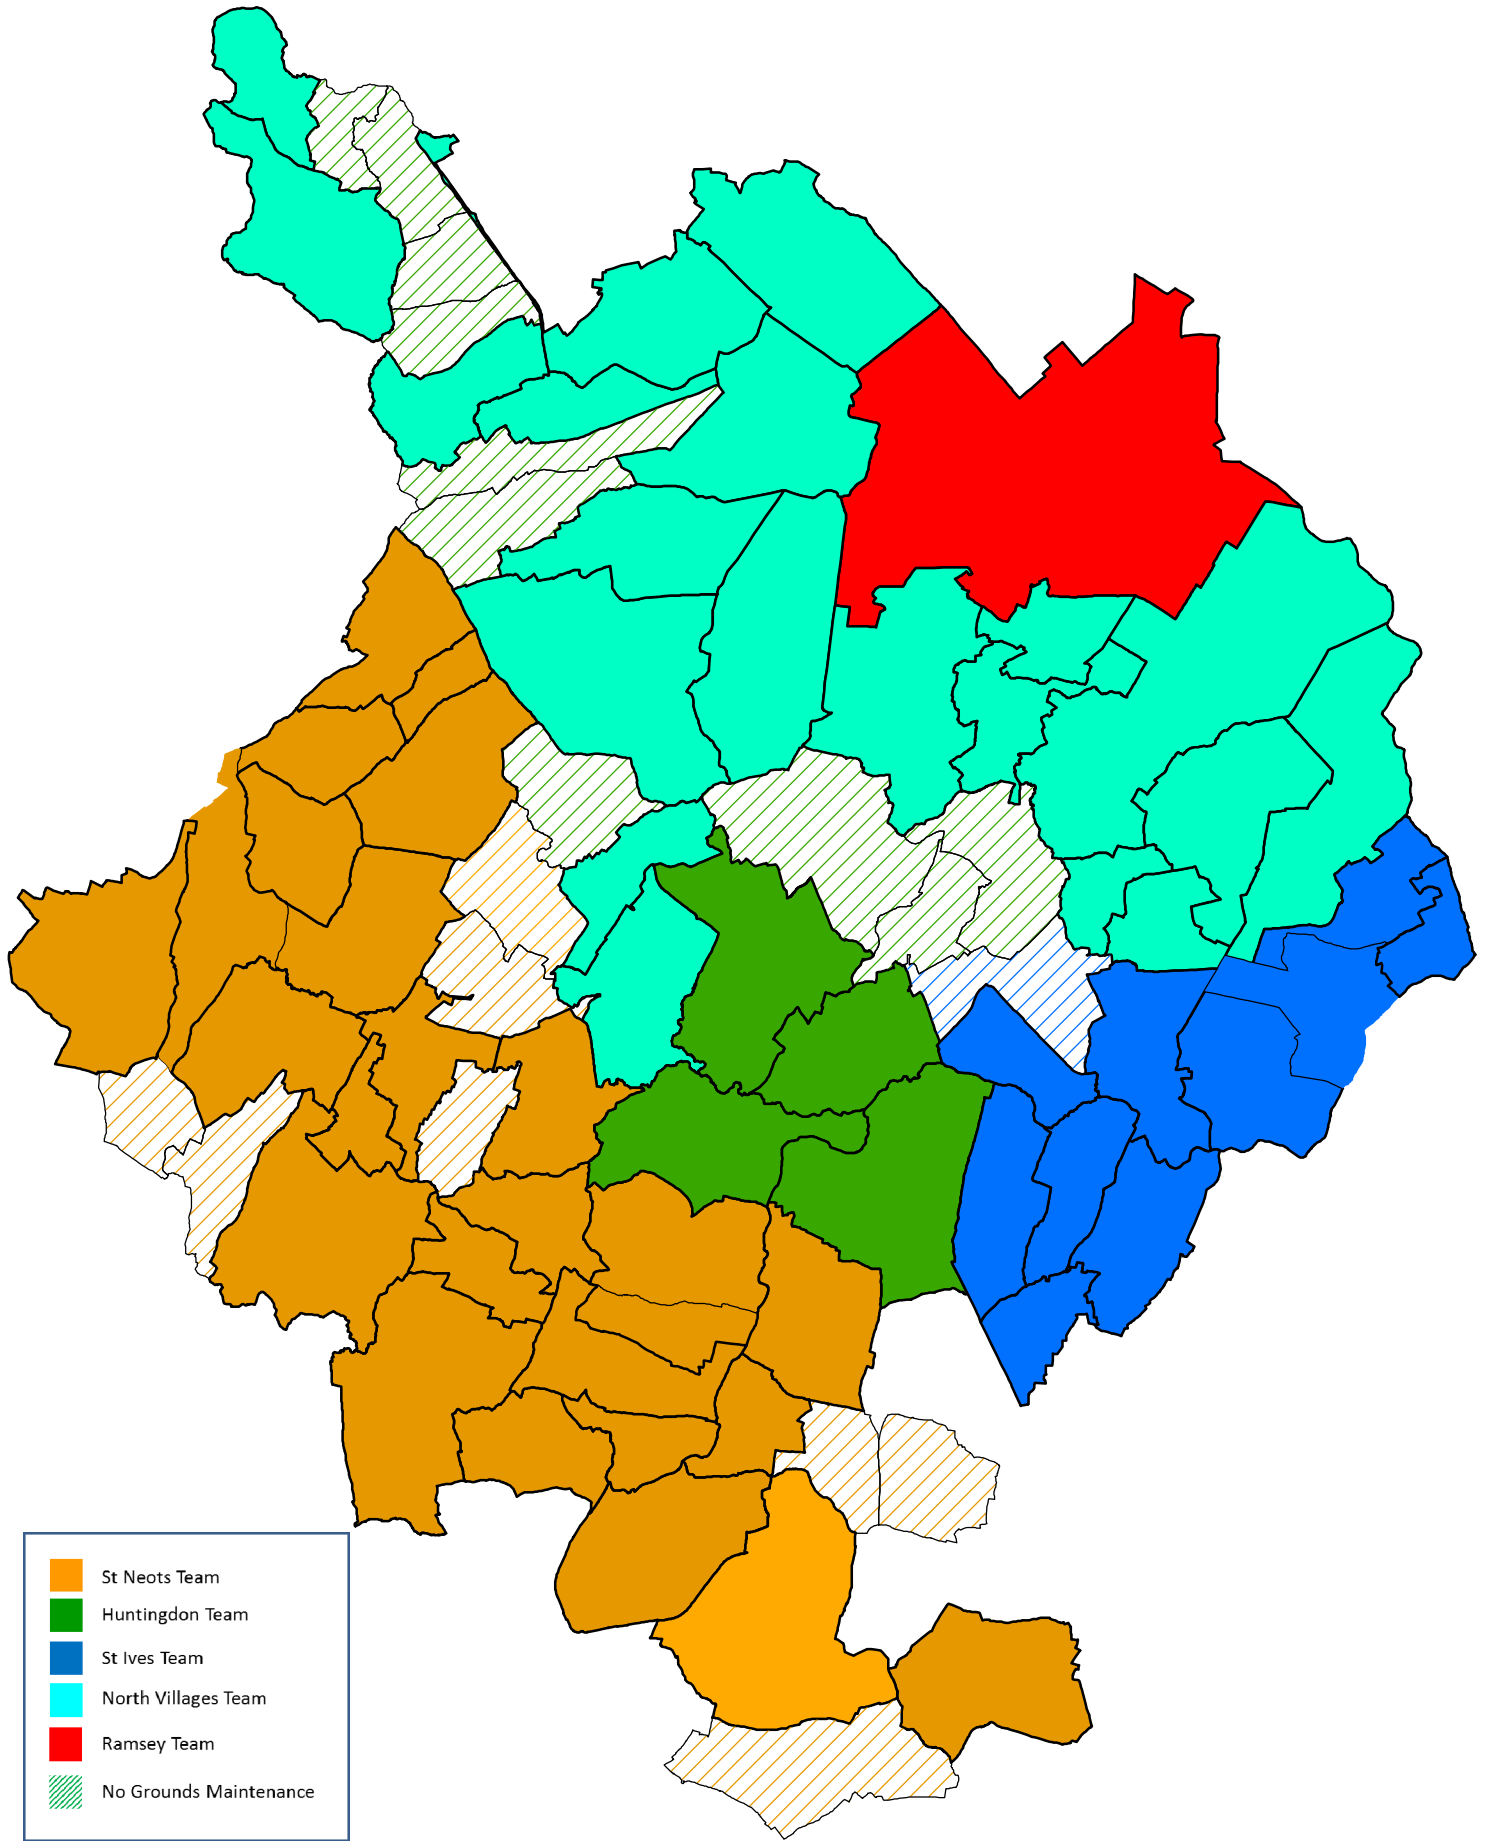 St Neots Team
Huntingdon Team
St Ives Team
North Villages Team
Ramsey Team
No Grounds Maintenance